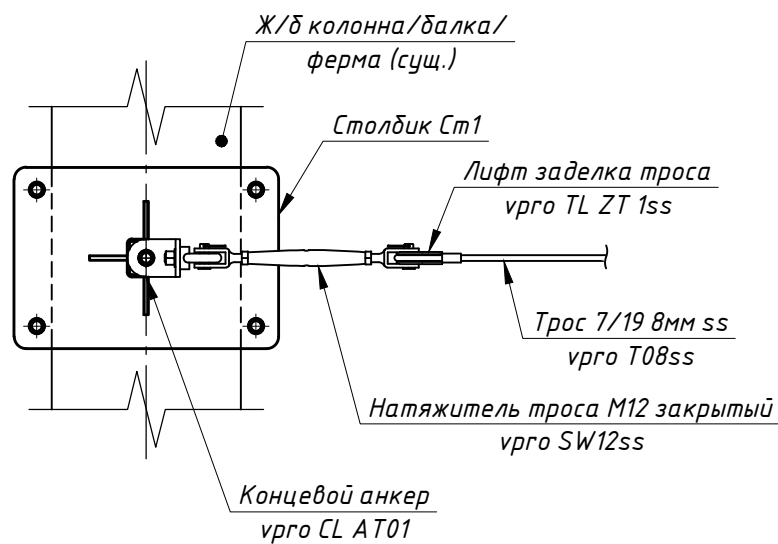 Ж/б колонна/балка/
ферма (сущ.)
Столбик Ст1
Лифт заделка троса
vpro TL ZT 1ss
Трос 7/19 8мм ss
vpro T08ss
Натяжитель троса М12 закрытый
vpro SW12ss
Концевой анкер
vpro CL AT01